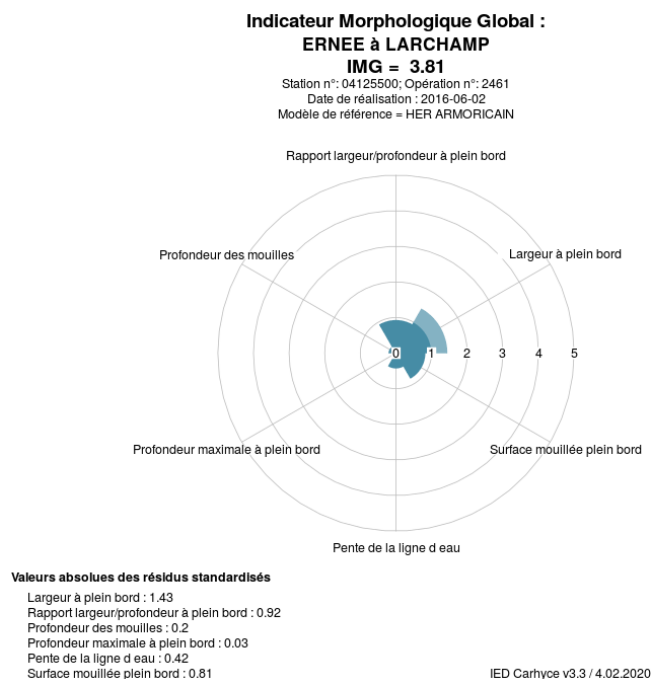 Indicateur Morphologique Global :
ERNEE à LARCHAMP
IMG = 3.81
Station n°: 04125500; Opération n°: 2461
Date de réalisation : 2016-06-02
Modèle de référence = HER ARMORICAIN
Rapport largeur/profondeur à plein bord
Profondeur des mouilles
Largeur à plein bord
0 1 2 3 4 5
Profondeur maximale à plein bord
Surface mouillée plein bord
Pente de la ligne d eau
Valeurs absolues des résidus standardisés
Largeur à plein bord : 1.43
Rapport largeur/profondeur à plein bord : 0.92
Profondeur des mouilles : 0.2
Profondeur maximale à plein bord : 0.03
Pente de la ligne d eau : 0.42
Surface mouillée plein bord : 0.81
IED Carhyce v3.3 / 4.02.2020